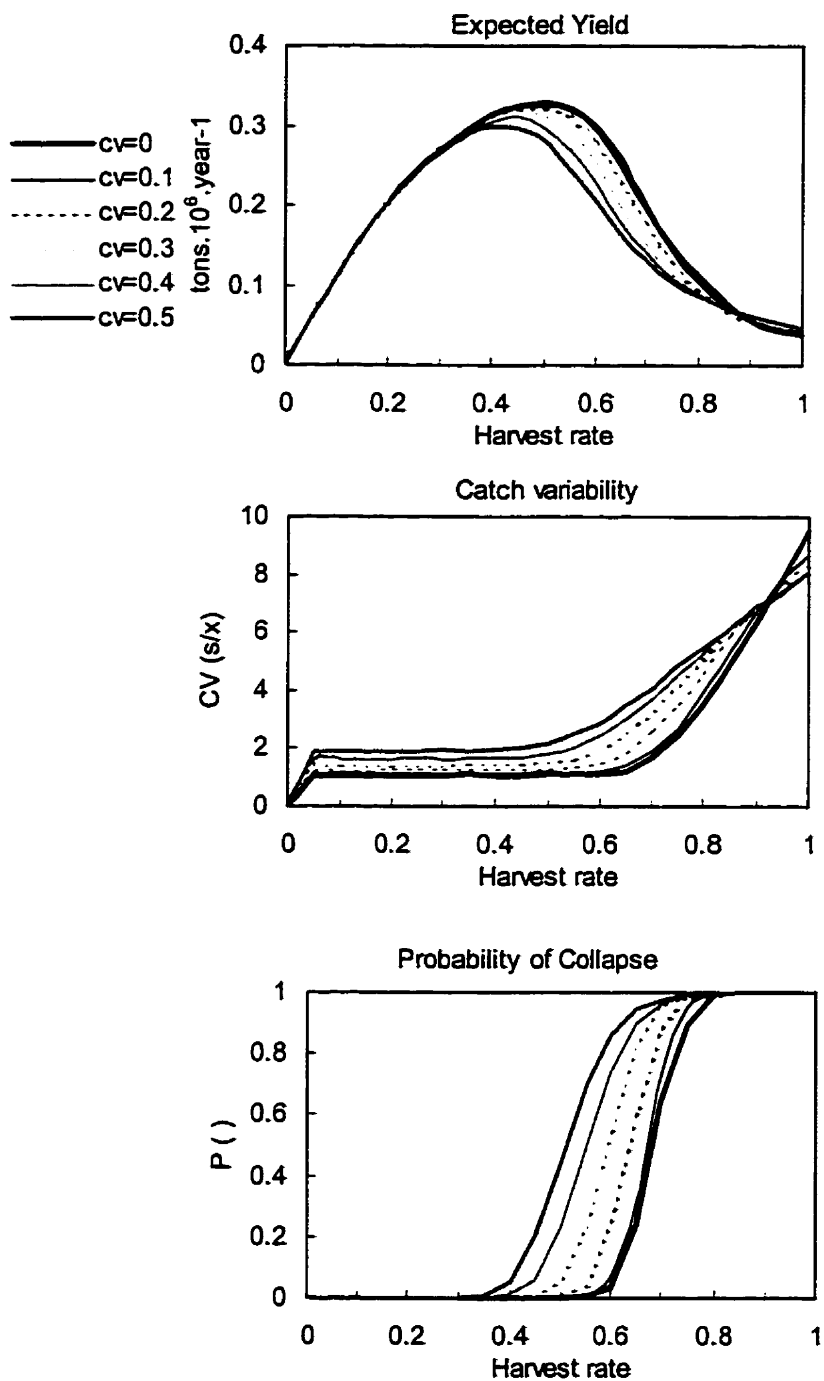 Expected Yield
cv=0
cv=0.1
cv=0.2
cv=0.3
cv=0.4
cv=0.5
tons.10⁶.year-1
0.4
0.3
0.2
0.1
0
0 0.2 0.4 0.6 0.8 1
Harvest rate
Catch variability
CV (s/x)
10
8
6
4
2
0
0 0.2 0.4 0.6 0.8 1
Harvest rate
Probability of Collapse
P ( )
1
0.8
0.6
0.4
0.2
0
0 0.2 0.4 0.6 0.8 1
Harvest rate